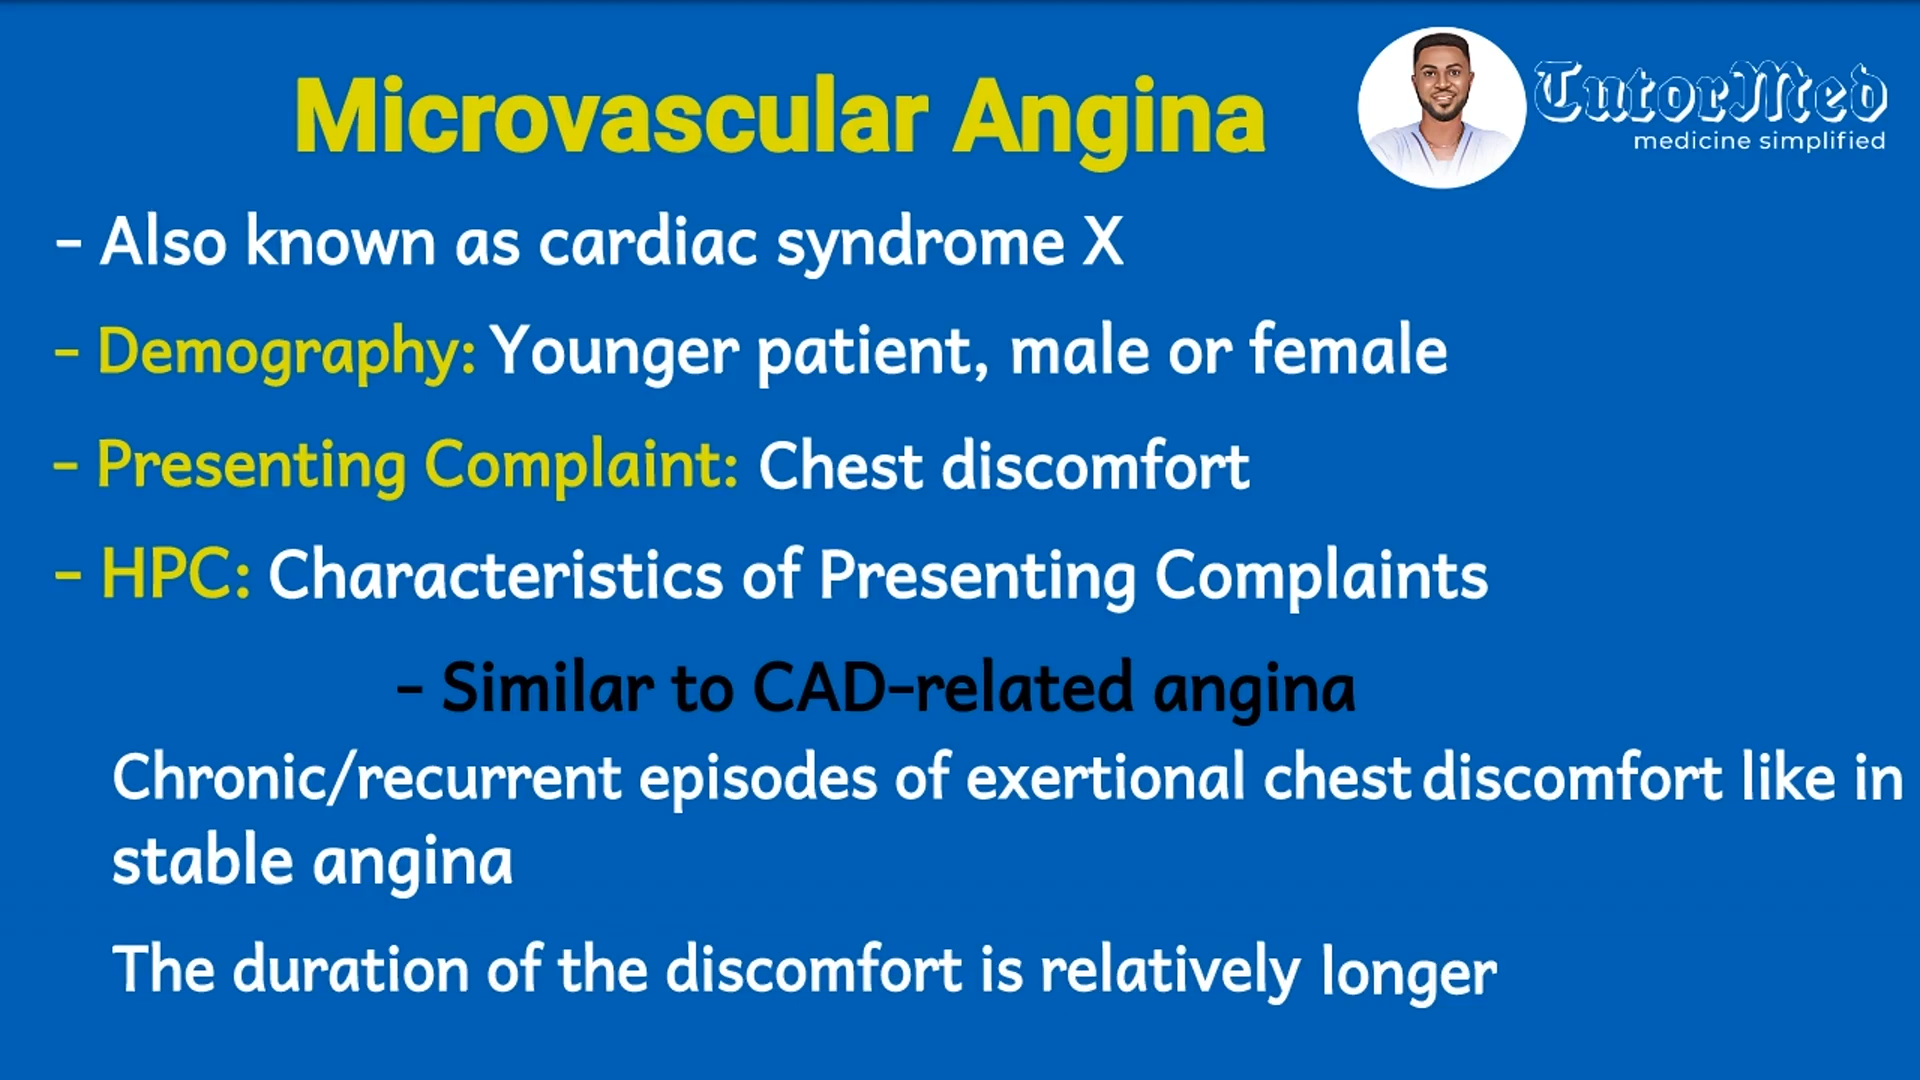 Microvascular Angina
TutorMed
medicine simplified
- Also known as cardiac syndrome X
- Demography: Younger patient, male or female
- Presenting Complaint: Chest discomfort
- HPC: Characteristics of Presenting Complaints
- Similar to CAD-related angina
Chronic/recurrent episodes of exertional chest discomfort like in
stable angina
The duration of the discomfort is relatively longer